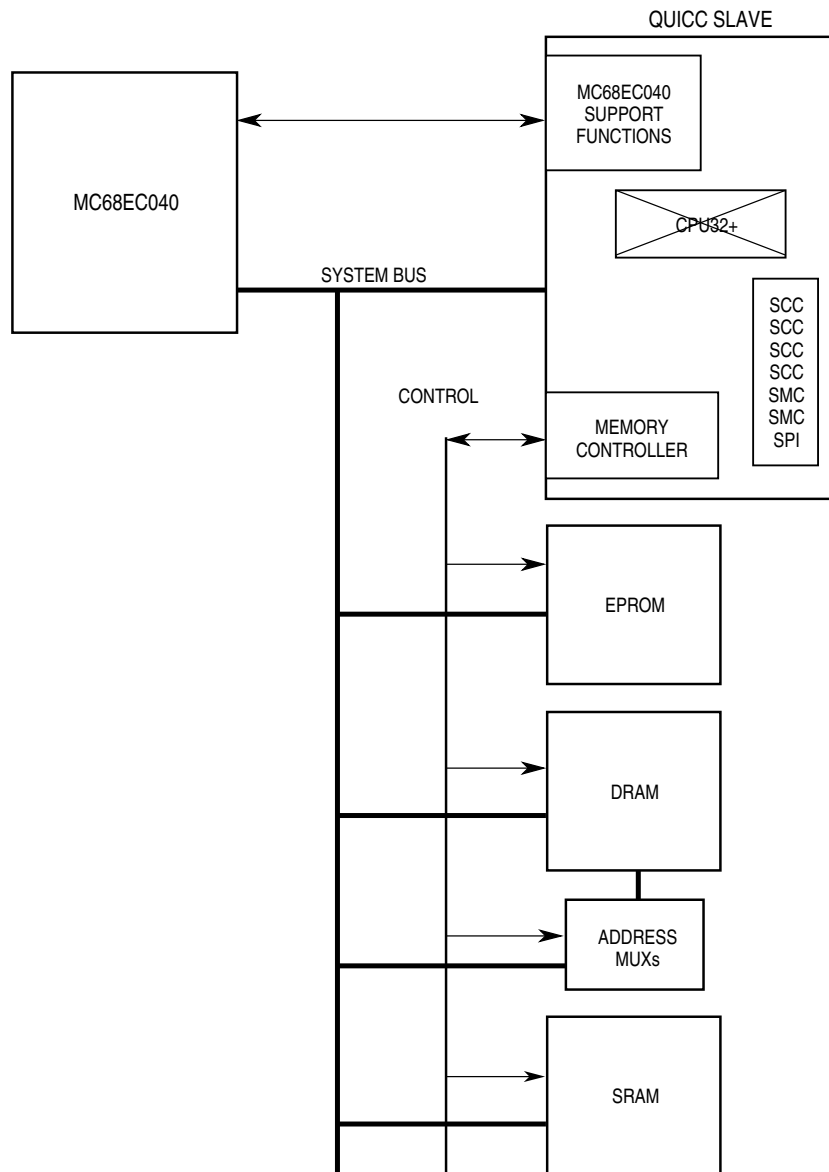 QUICC SLAVE
MC68EC040
SUPPORT
FUNCTIONS
MC68EC040
CPU32+
SYSTEM BUS
SCC
SCC
SCC
SCC
SMC
SMC
SPI
CONTROL
MEMORY
CONTROLLER
EPROM
DRAM
ADDRESS
MUXs
SRAM